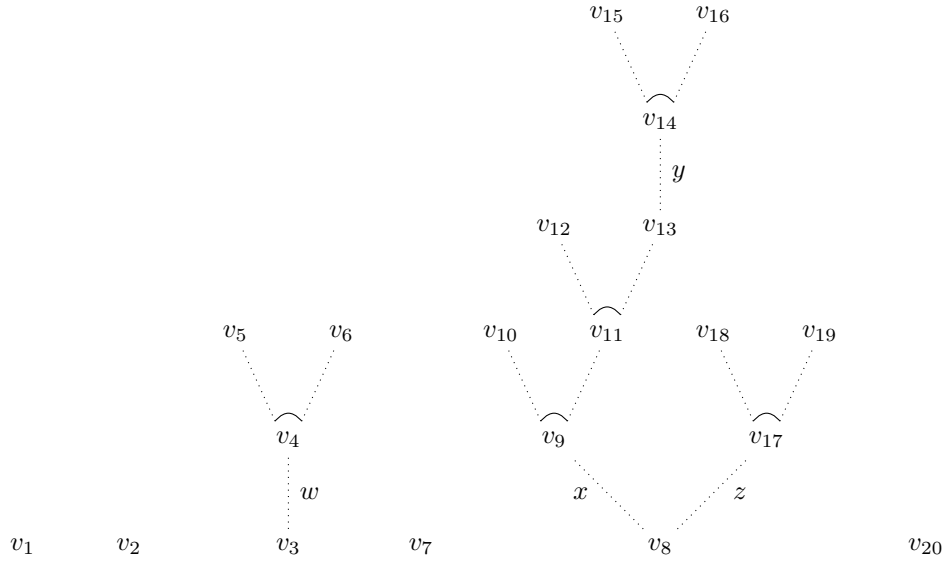 v₁₅ v₁₆
v₁₄
y
v₁₂ v₁₃
v₅ v₆ v₁₀ v₁₁ v₁₈ v₁₉
v₄ v₉ v₁₇
w x z
v₁ v₂ v₃ v₇ v₈ v₂₀